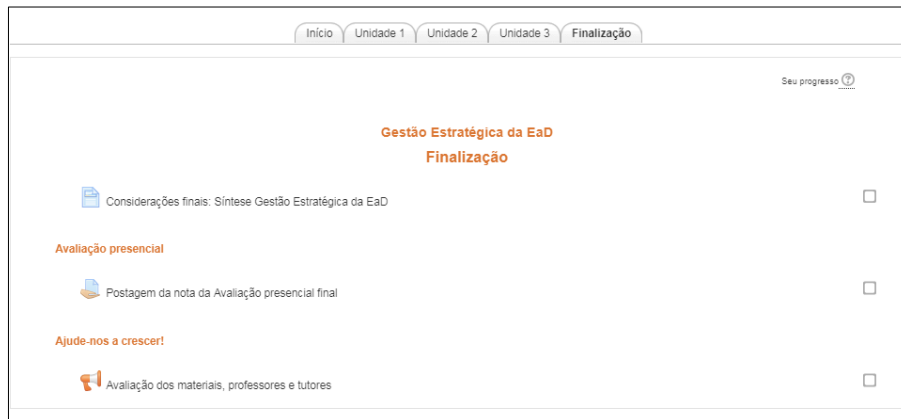 Início Unidade 1 Unidade 2 Unidade 3 Finalização
Seu progresso ?
Gestão Estratégica da EaD
Finalização
Considerações finais: Síntese Gestão Estratégica da EaD
Avaliação presencial
Postagem da nota da Avaliação presencial final
Ajude-nos a crescer!
Avaliação dos materiais, professores e tutores